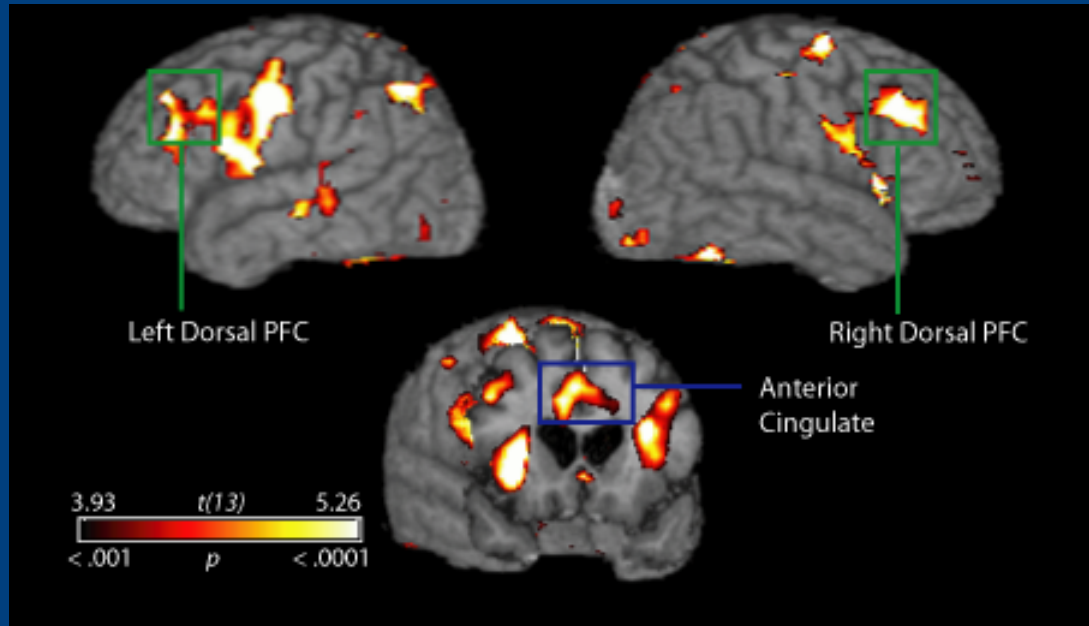 Left Dorsal PFC
Right Dorsal PFC
Anterior
Cingulate
3.93 t(13) 5.26
< .001 p < .0001